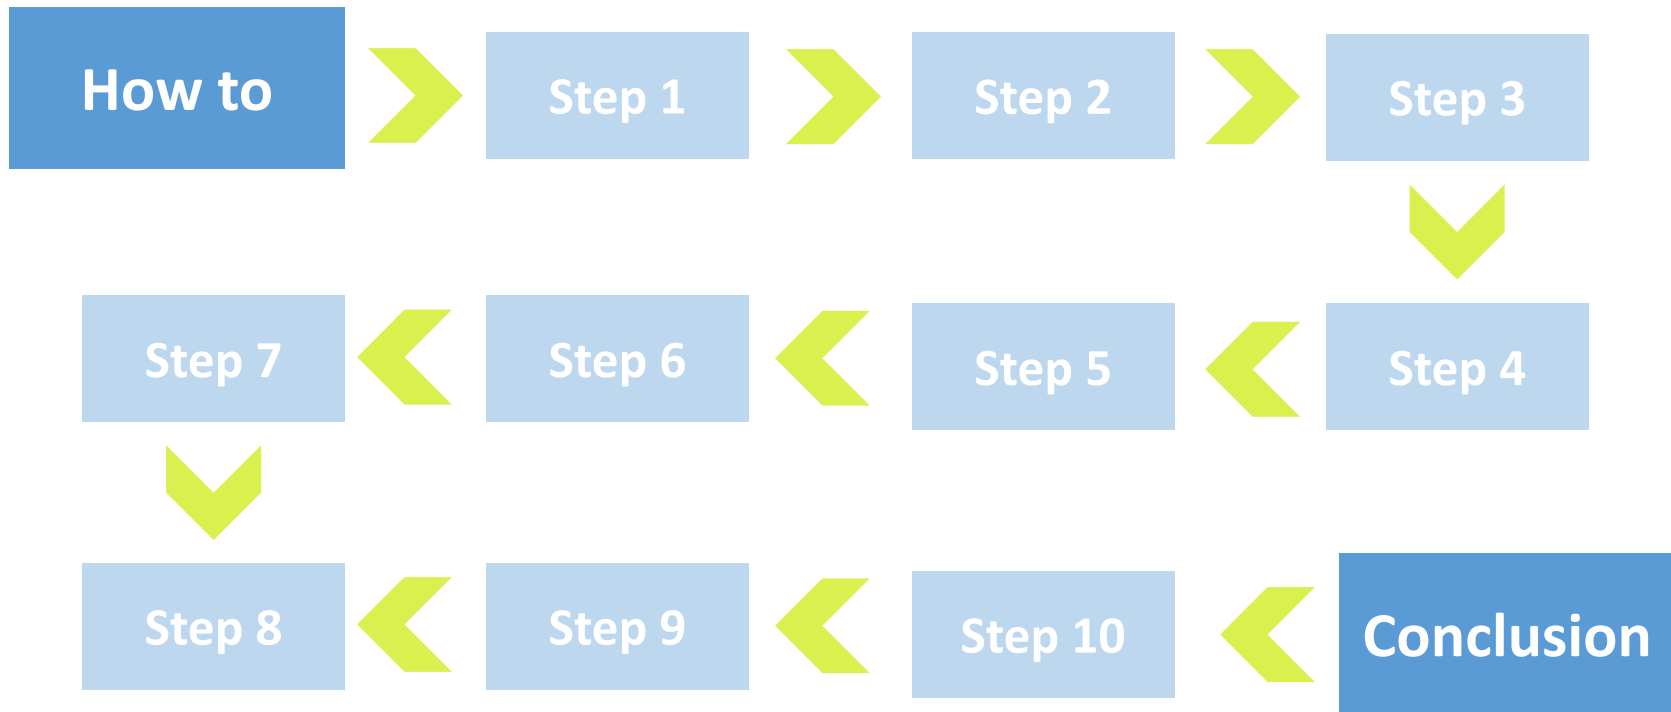 How to
Step 1
Step 2
Step 3
Step 4
Step 5
Step 6
Step 7
Step 8
Step 9
Step 10
Conclusion